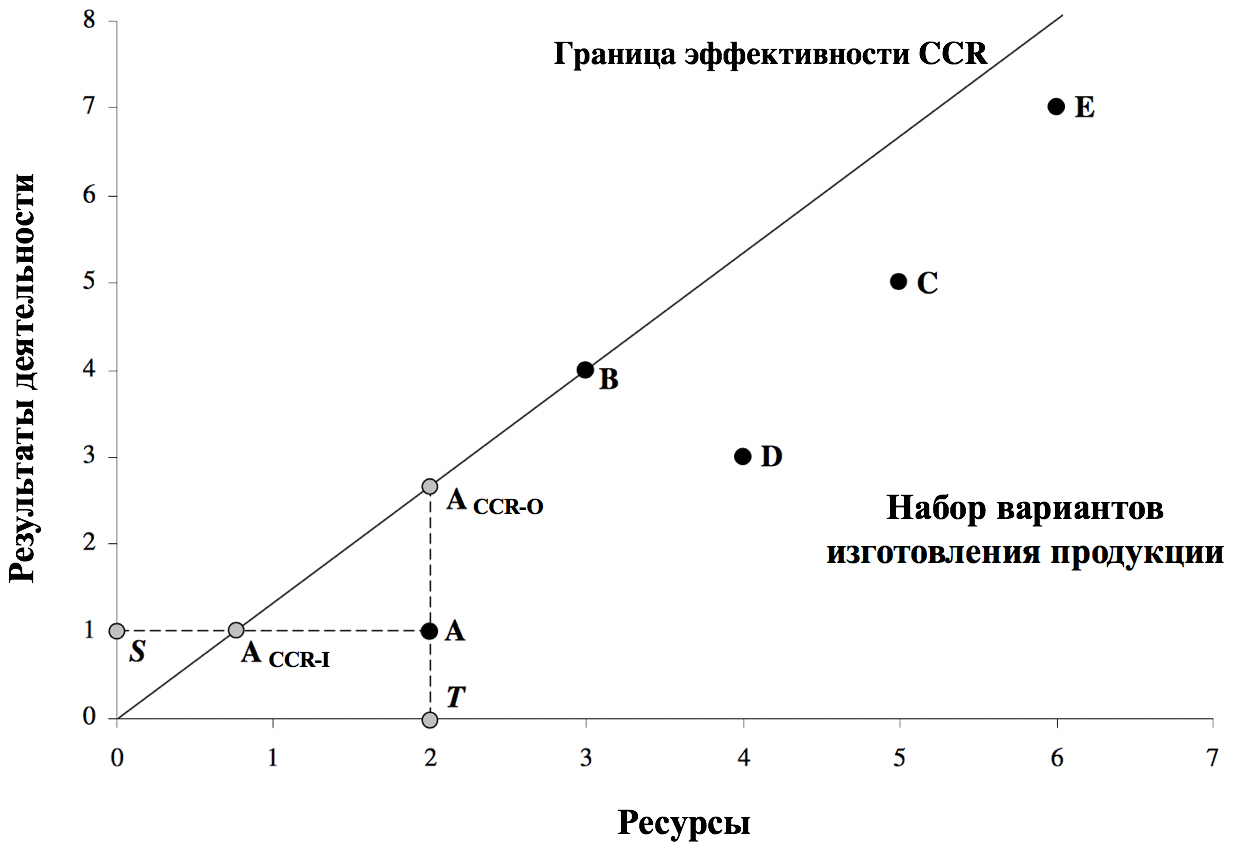 8
Граница эффективности CCR
7
E
6
5
C
4
B
3
D
A CCR-O
Набор вариантов
изготовления продукции
2
1
S
A CCR-I
A
T
0
0 1 2 3 4 5 6 7
Ресурсы
Результаты деятельности